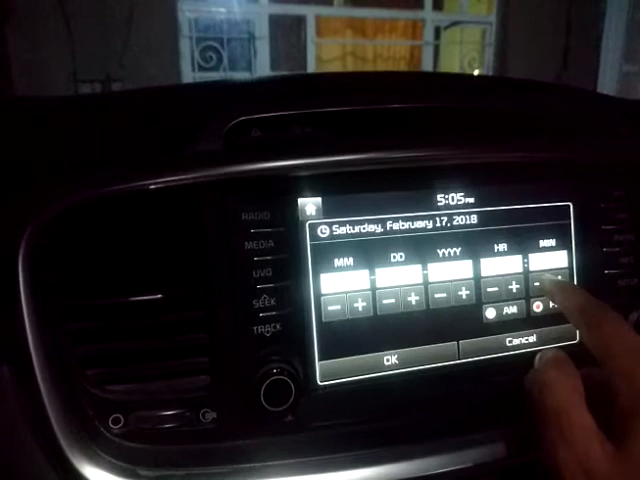 5:05 PM
Saturday, February 17, 2018
MM DD YYYY HR MIN
- + - + - + - + -
AM
OK Cancel
RADIO
MEDIA
UVO
SEEK
TRACK